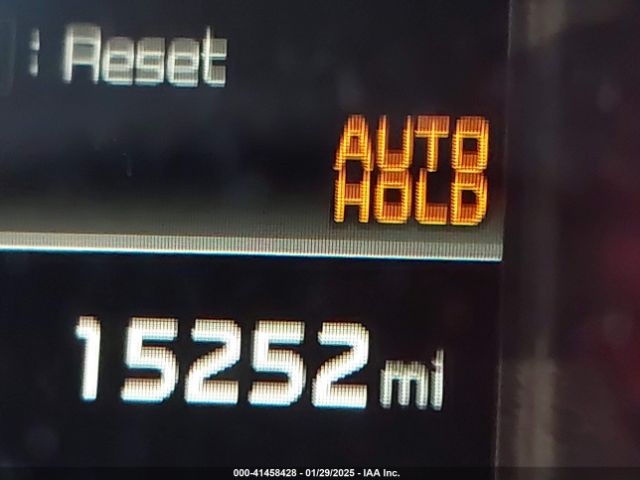 : Reset
AUTO
HOLD
15252 mi
000-41458428 - 01/29/2025 - IAA Inc.